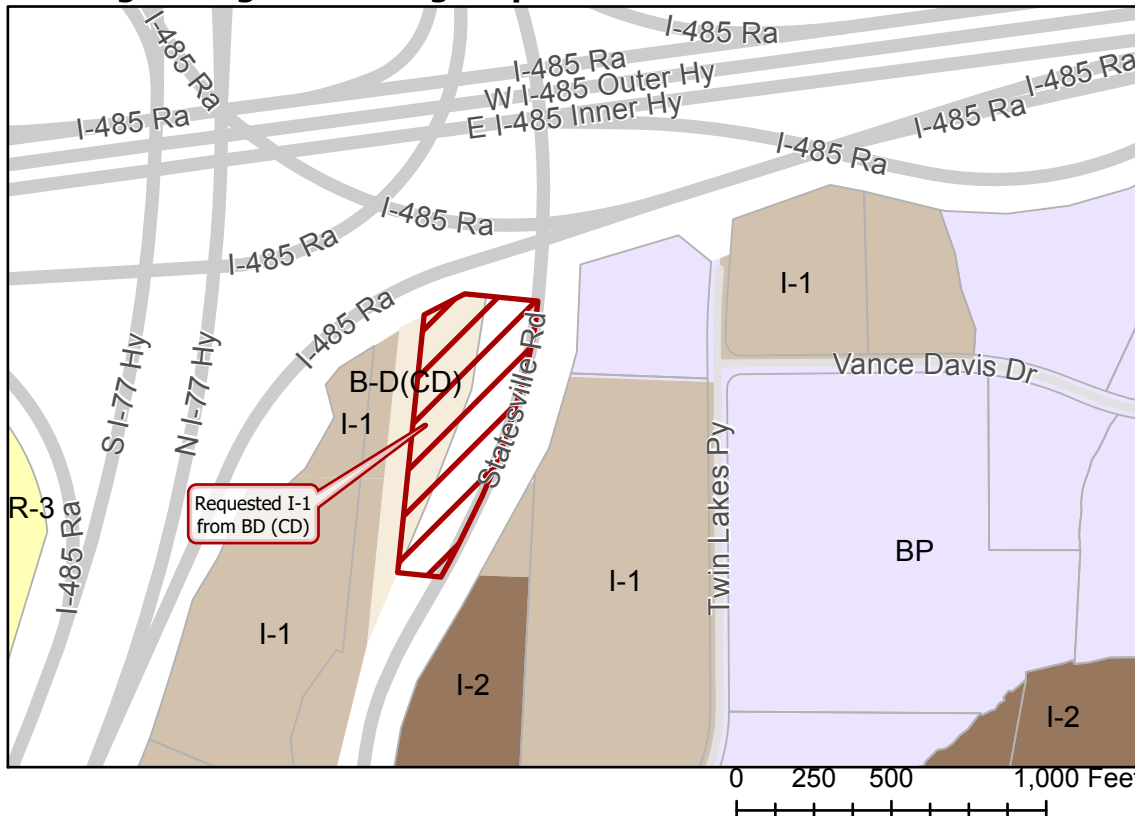 I-485 Ra
I-485 Ra
I-485 Ra
W I-485 Outer Hy
E I-485 Inner Hy
I-485 Ra
I-485 Ra
I-485 Ra
I-485 Ra
I-485 Ra
I-485 Ra
I-485 Ra
S I-77 Hy
N I-77 Hy
Statesville Rd
I-1
Vance Davis Dr
B-D(CD)
I-1
Requested I-1
from BD (CD)
R-3
I-485 Ra
Twin Lakes Py
BP
I-1
I-1
I-2
I-2
0 250 500 1,000 Feet